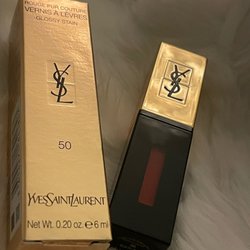 ROUGE PUR COUTURE
VERNIS À LÈVRES
GLOSSY STAIN
YSL
50
YVESSAINTLAURENT
Net Wt. 0.20 oz. ℮ 6 ml
YSL